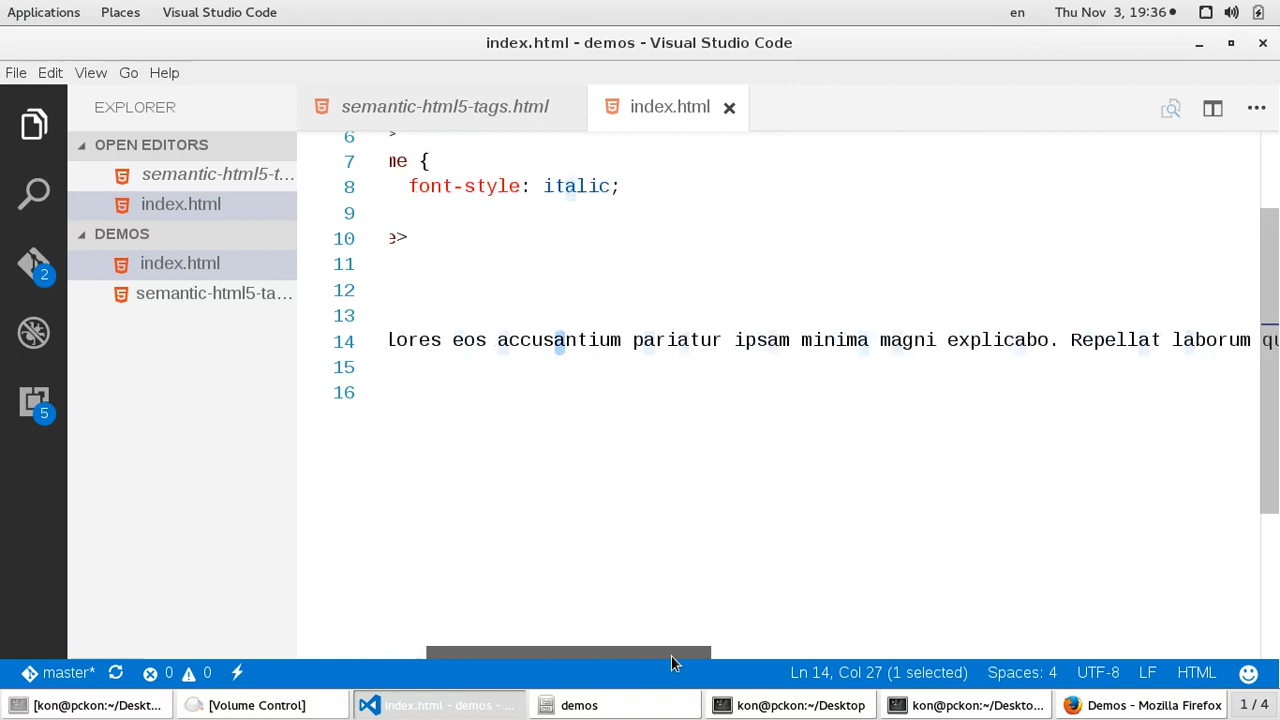 Applications Places Visual Studio Code en Thu Nov 3, 19:36
index.html - demos - Visual Studio Code
File Edit View Go Help
EXPLORER
semantic-html5-tags.html
index.html
OPEN EDITORS
semantic-html5-t...
index.html
DEMOS
index.html
semantic-html5-ta...
2
5
6 >
7 me {
8 font-style: italic;
9
10 e>
11
12
13
14 Lores eos accusantium pariatur ipsam minima magni explicabo. Repellat laborum qu
15
16
master* 0 0 Ln 14, Col 27 (1 selected) Spaces: 4 UTF-8 LF HTML
[kon@pckon:~/Deskt... [Volume Control] index.html - demos - ... demos kon@pckon:~/Desktop kon@pckon:~/Deskto... Demos - Mozilla Firefox 1 / 4